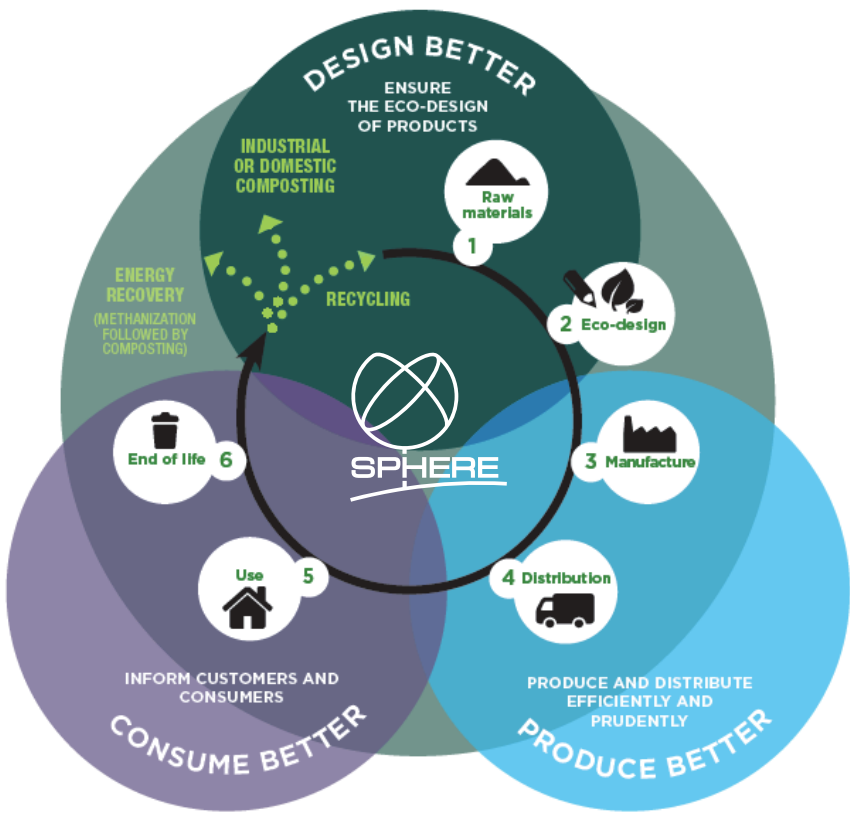 DESIGN BETTER
ENSURE
THE ECO-DESIGN
OF PRODUCTS
INDUSTRIAL
OR DOMESTIC
COMPOSTING
ENERGY
RECOVERY
(METHANIZATION
FOLLOWED BY
COMPOSTING)
RECYCLING
Raw
materials
1
2 Eco-design
3 Manufacture
4 Distribution
Use 5
End of life 6
SPHERE
INFORM CUSTOMERS AND
CONSUMERS
CONSUME BETTER
PRODUCE AND DISTRIBUTE
EFFICIENTLY AND
PRUDENTLY
PRODUCE BETTER